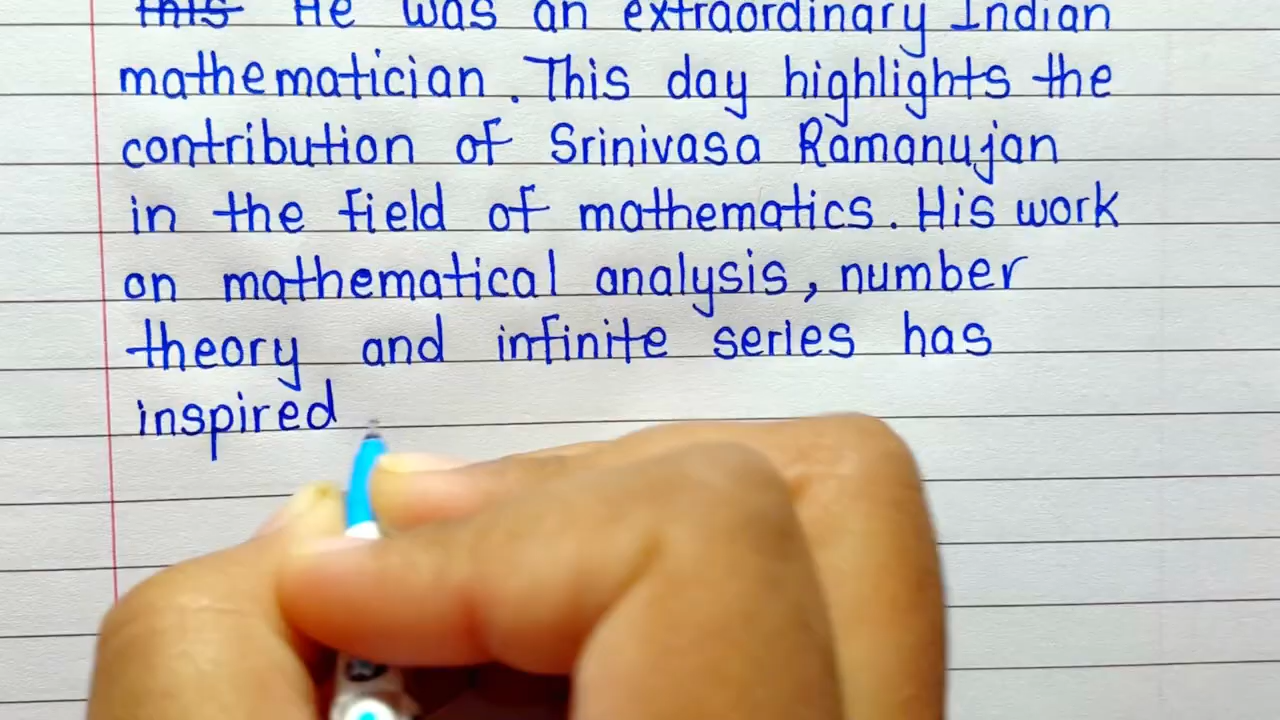 this He was an extraordinary Indian
mathematician. This day highlights the
contribution of Srinivasa Ramanujan
in the field of mathematics. His work
on mathematical analysis, number
theory and infinite series has
inspired